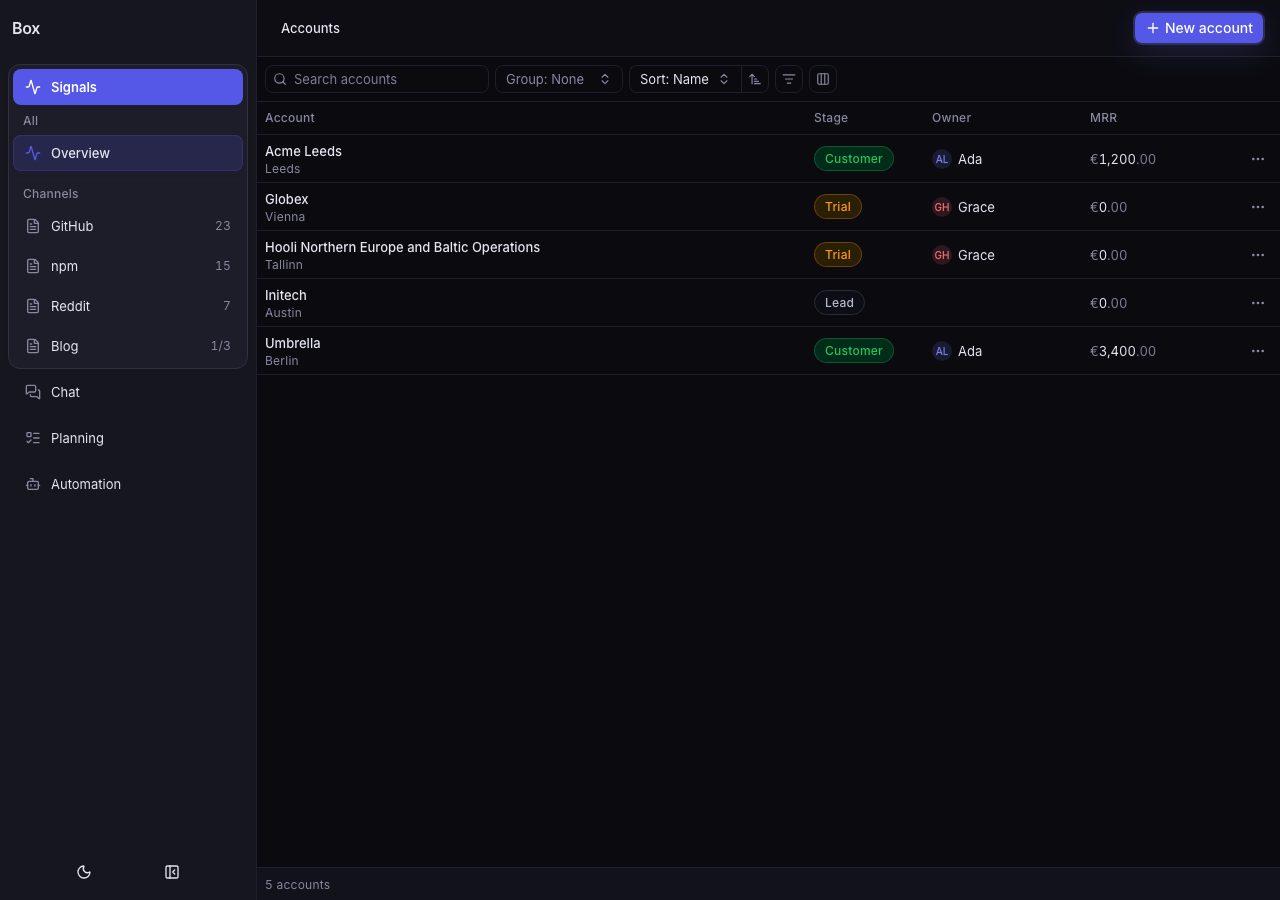 Box
Accounts
New account
Signals
All
Overview
Channels
GitHub 23
npm 15
Reddit 7
Blog 1/3
Chat
Planning
Automation
Search accounts
Group: None
Sort: Name
Account Stage Owner MRR
Acme Leeds
Leeds
Customer AL Ada €1,200.00
Globex
Vienna
Trial GH Grace €0.00
Hooli Northern Europe and Baltic Operations
Tallinn
Trial GH Grace €0.00
Initech
Austin
Lead €0.00
Umbrella
Berlin
Customer AL Ada €3,400.00
5 accounts